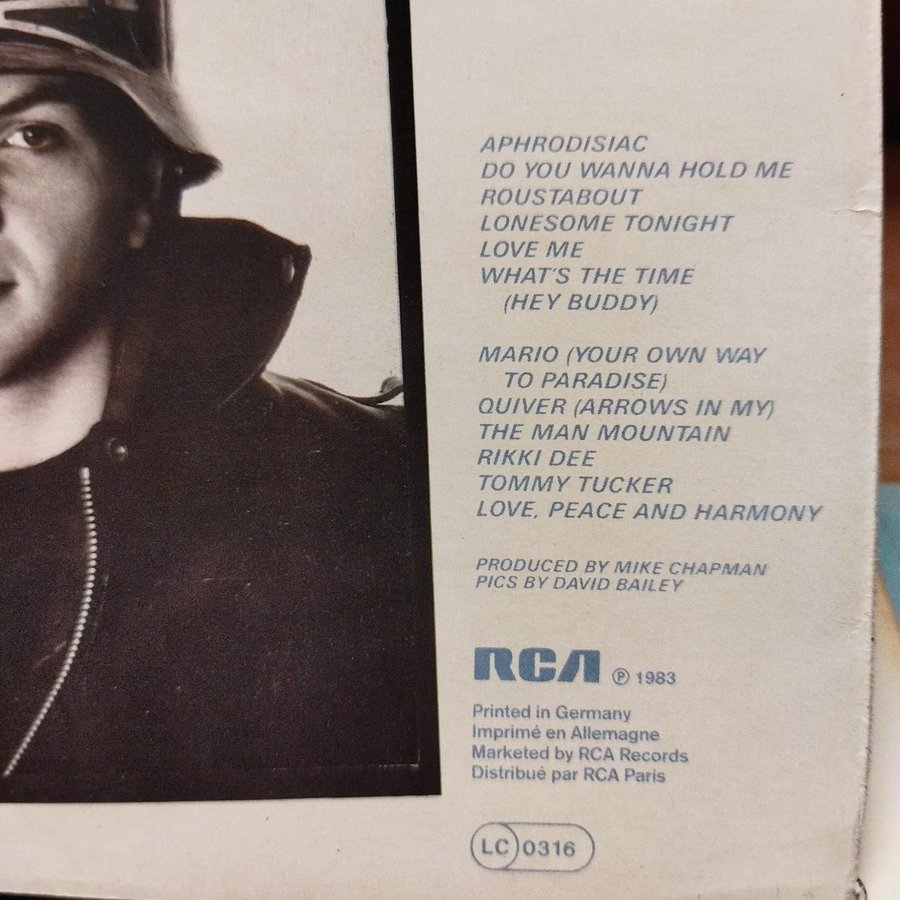 APHRODISIAC
DO YOU WANNA HOLD ME
ROUSTABOUT
LONESOME TONIGHT
LOVE ME
WHAT'S THE TIME
(HEY BUDDY)
MARIO (YOUR OWN WAY
TO PARADISE)
QUIVER (ARROWS IN MY)
THE MAN MOUNTAIN
RIKKI DEE
TOMMY TUCKER
LOVE, PEACE AND HARMONY
PRODUCED BY MIKE CHAPMAN
PICS BY DAVID BAILEY
RCA ℗ 1983
Printed in Germany
Imprimé en Allemagne
Marketed by RCA Records
Distribué par RCA Paris
LC 0316